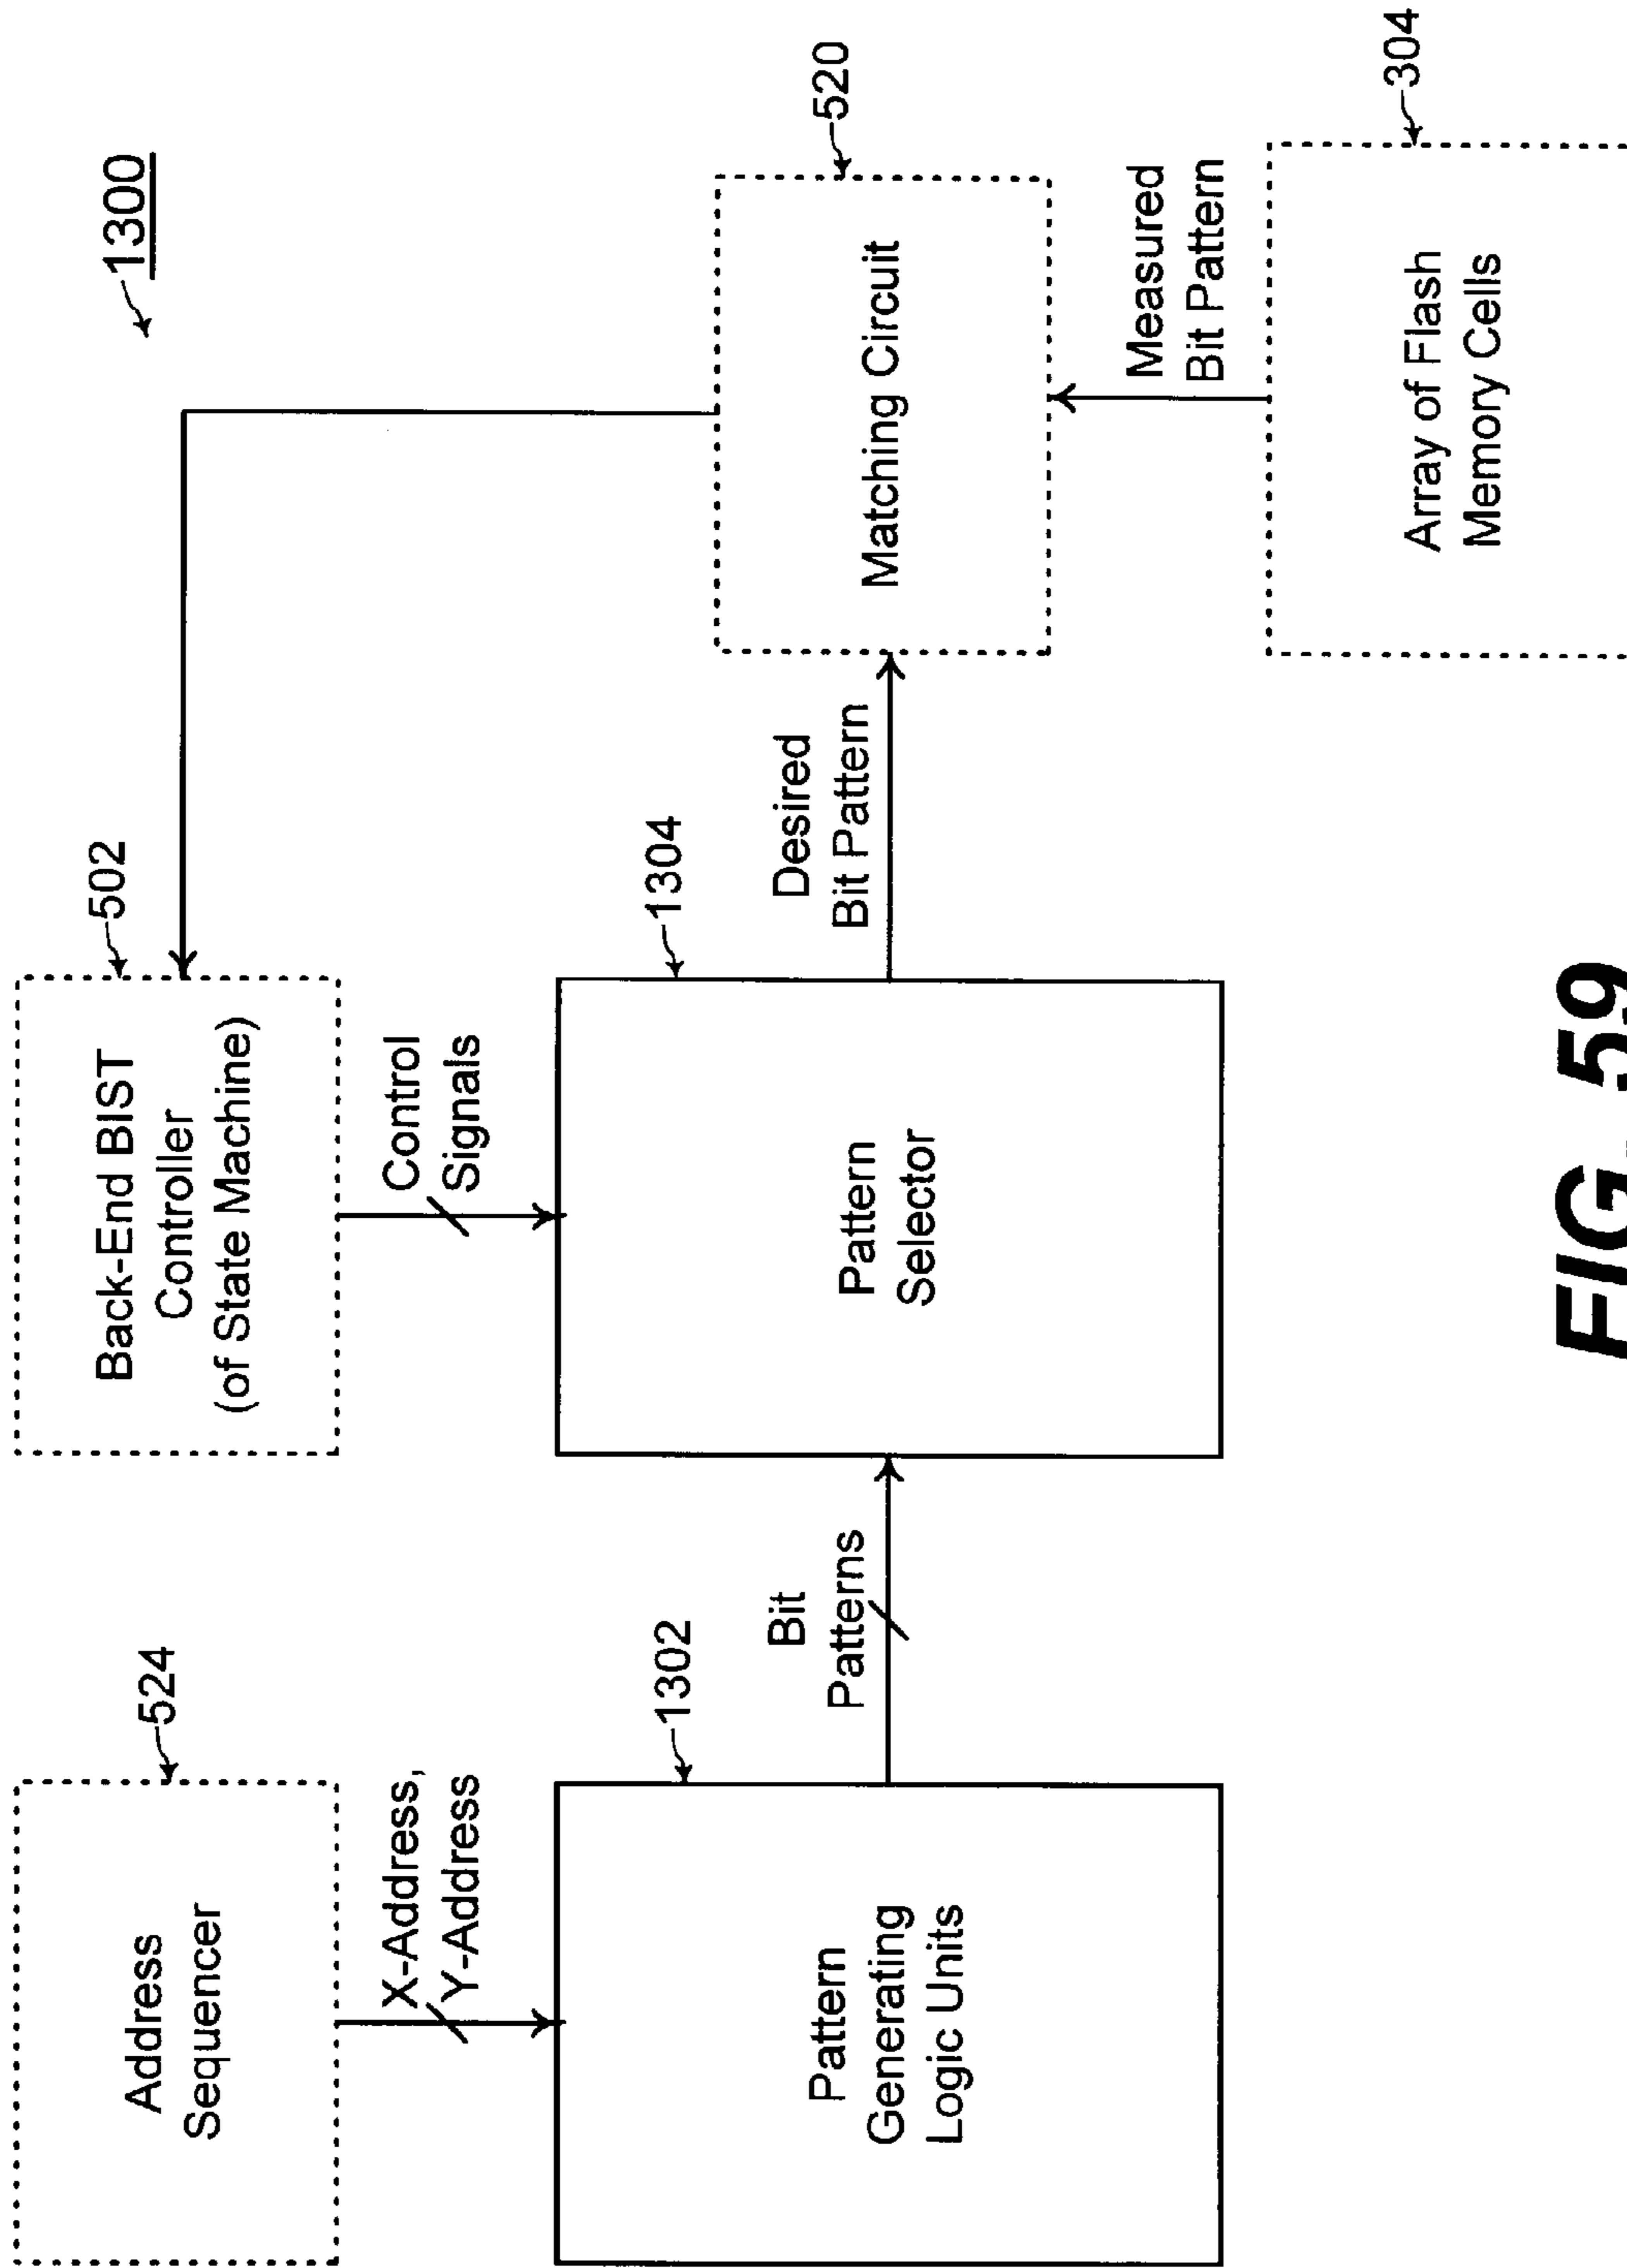 1300
524
Address
Sequencer
502
Back-End BIST
Controller
(of State Machine)
X-Address,
Y-Address
Control
Signals
1302
Pattern
Generating
Logic Units
Bit
Patterns
1304
Pattern
Selector
Desired
Bit Pattern
520
Matching Circuit
Measured
Bit Pattern
304
Array of Flash
Memory Cells
FIG. 59